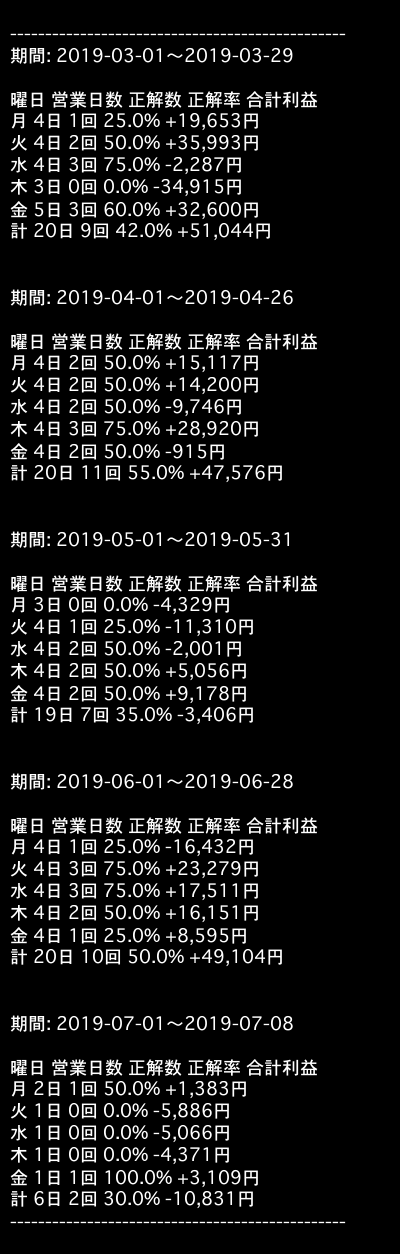 ------------------------------------------------
期間: 2019-03-01〜2019-03-29
曜日 営業日数 正解数 正解率 合計利益
月 4日 1回 25.0% +19,653円
火 4日 2回 50.0% +35,993円
水 4日 3回 75.0% -2,287円
木 3日 0回 0.0% -34,915円
金 5日 3回 60.0% +32,600円
計 20日 9回 42.0% +51,044円
期間: 2019-04-01〜2019-04-26
曜日 営業日数 正解数 正解率 合計利益
月 4日 2回 50.0% +15,117円
火 4日 2回 50.0% +14,200円
水 4日 2回 50.0% -9,746円
木 4日 3回 75.0% +28,920円
金 4日 2回 50.0% -915円
計 20日 11回 55.0% +47,576円
期間: 2019-05-01〜2019-05-31
曜日 営業日数 正解数 正解率 合計利益
月 3日 0回 0.0% -4,329円
火 4日 1回 25.0% -11,310円
水 4日 2回 50.0% -2,001円
木 4日 2回 50.0% +5,056円
金 4日 2回 50.0% +9,178円
計 19日 7回 35.0% -3,406円
期間: 2019-06-01〜2019-06-28
曜日 営業日数 正解数 正解率 合計利益
月 4日 1回 25.0% -16,432円
火 4日 3回 75.0% +23,279円
水 4日 3回 75.0% +17,511円
木 4日 2回 50.0% +16,151円
金 4日 1回 25.0% +8,595円
計 20日 10回 50.0% +49,104円
期間: 2019-07-01〜2019-07-08
曜日 営業日数 正解数 正解率 合計利益
月 2日 1回 50.0% +1,383円
火 1日 0回 0.0% -5,886円
水 1日 0回 0.0% -5,066円
木 1日 0回 0.0% -4,371円
金 1日 1回 100.0% +3,109円
計 6日 2回 30.0% -10,831円
------------------------------------------------